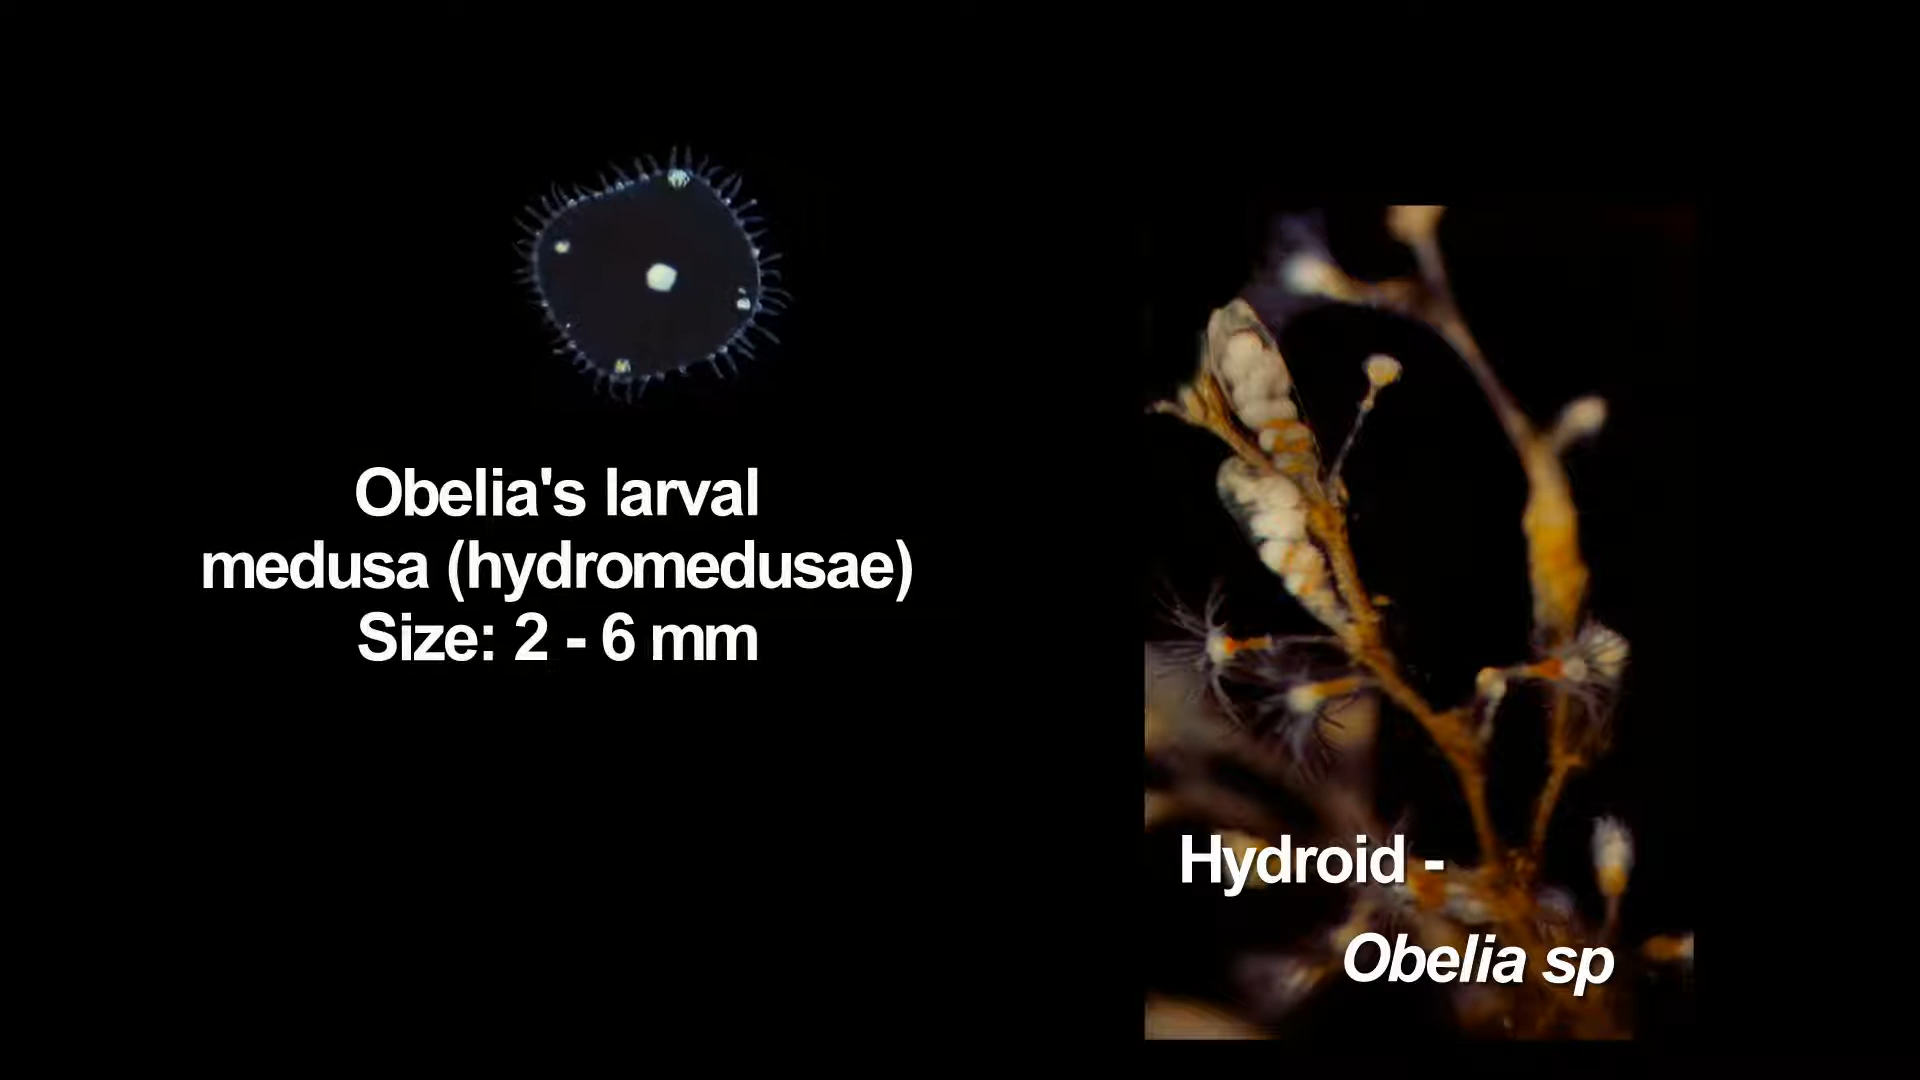 Obelia's larval
medusa (hydromedusae)
Size: 2 - 6 mm
Hydroid -
Obelia sp